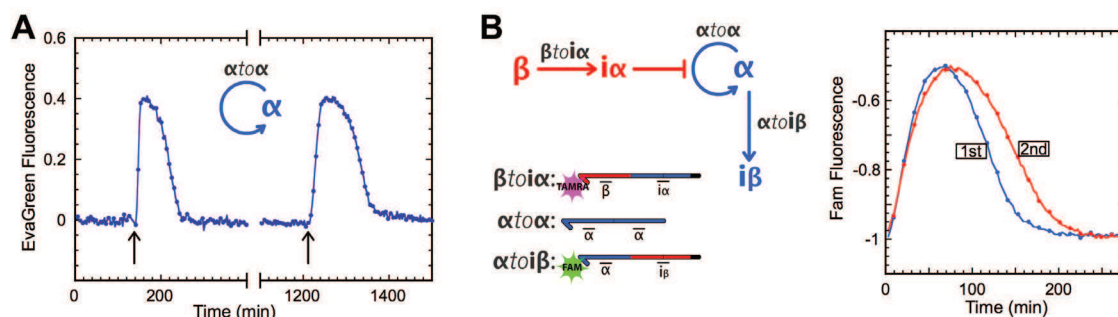 A
EvaGreen Fluorescence
0.6
0.4
0.2
0
0
200
1200
1400
Time (min)
αtoα
α
B
β
βtoiα
iα
αtoα
α
αtoiβ
iβ
βtoiα:
TAMRA
β
iα
αtoα:
α
α
αtoiβ:
FAM
α
iβ
Fam Fluorescence
-0.6
-0.8
-1
1st
2nd
0
100
200
Time (min)